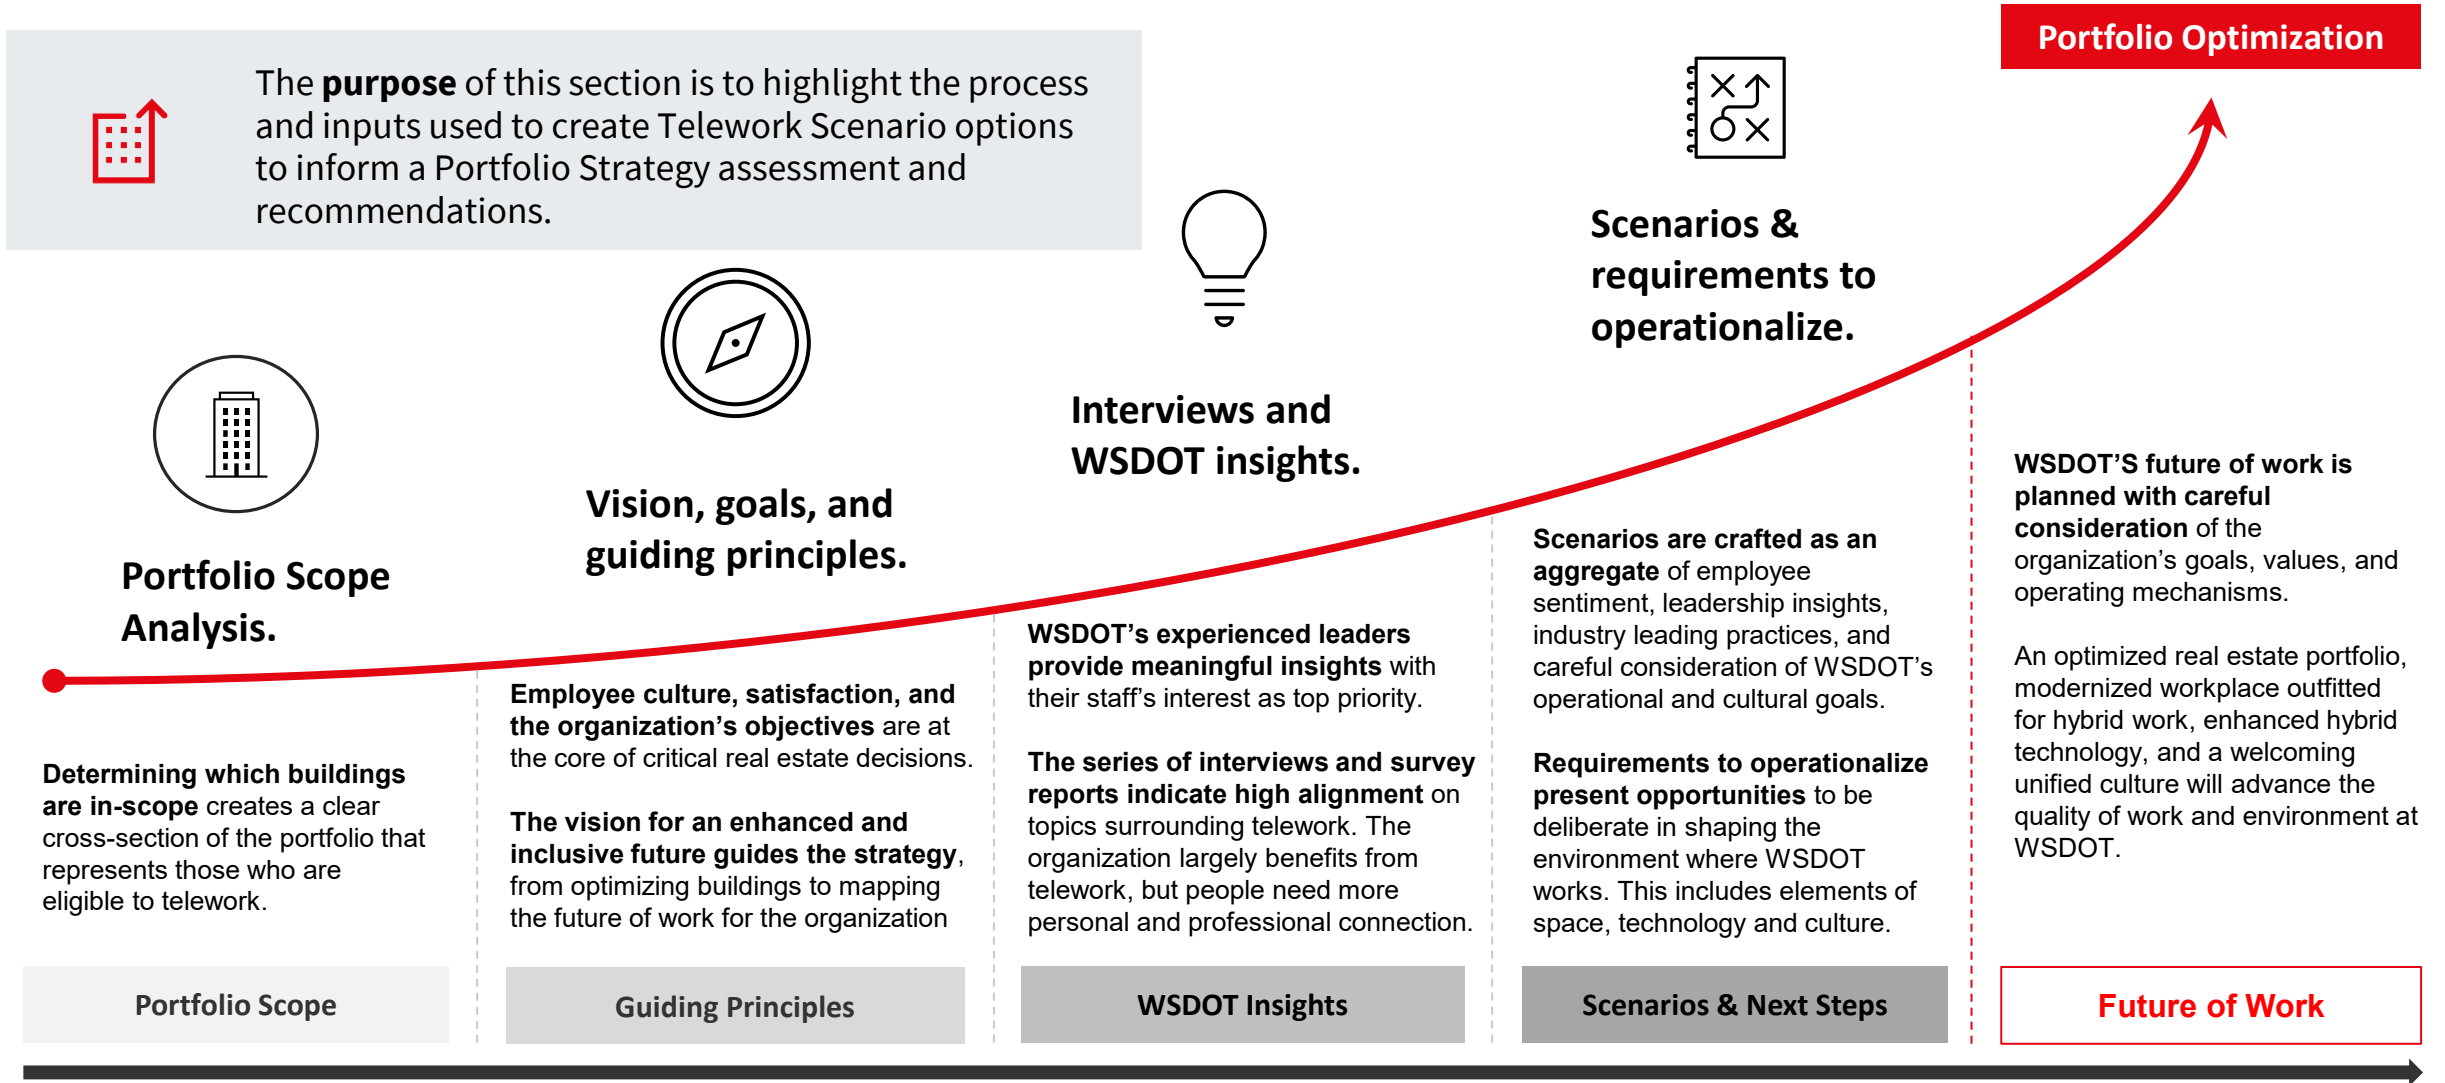 Portfolio Optimization
The purpose of this section is to highlight the process
and inputs used to create Telework Scenario options
to inform a Portfolio Strategy assessment and
recommendations.
Portfolio Scope
Analysis.
Determining which buildings
are in-scope creates a clear
cross-section of the portfolio that
represents those who are
eligible to telework.
Portfolio Scope
Vision, goals, and
guiding principles.
Employee culture, satisfaction, and
the organization’s objectives are at
the core of critical real estate decisions.
The vision for an enhanced and
inclusive future guides the strategy,
from optimizing buildings to mapping
the future of work for the organization
Guiding Principles
Interviews and
WSDOT insights.
WSDOT’s experienced leaders
provide meaningful insights with
their staff’s interest as top priority.
The series of interviews and survey
reports indicate high alignment on
topics surrounding telework. The
organization largely benefits from
telework, but people need more
personal and professional connection.
WSDOT Insights
Scenarios &
requirements to
operationalize.
Scenarios are crafted as an
aggregate of employee
sentiment, leadership insights,
industry leading practices, and
careful consideration of WSDOT’s
operational and cultural goals.
Requirements to operationalize
present opportunities to be
deliberate in shaping the
environment where WSDOT
works. This includes elements of
space, technology and culture.
Scenarios & Next Steps
WSDOT’S future of work is
planned with careful
consideration of the
organization’s goals, values, and
operating mechanisms.
An optimized real estate portfolio,
modernized workplace outfitted
for hybrid work, enhanced hybrid
technology, and a welcoming
unified culture will advance the
quality of work and environment at
WSDOT.
Future of Work